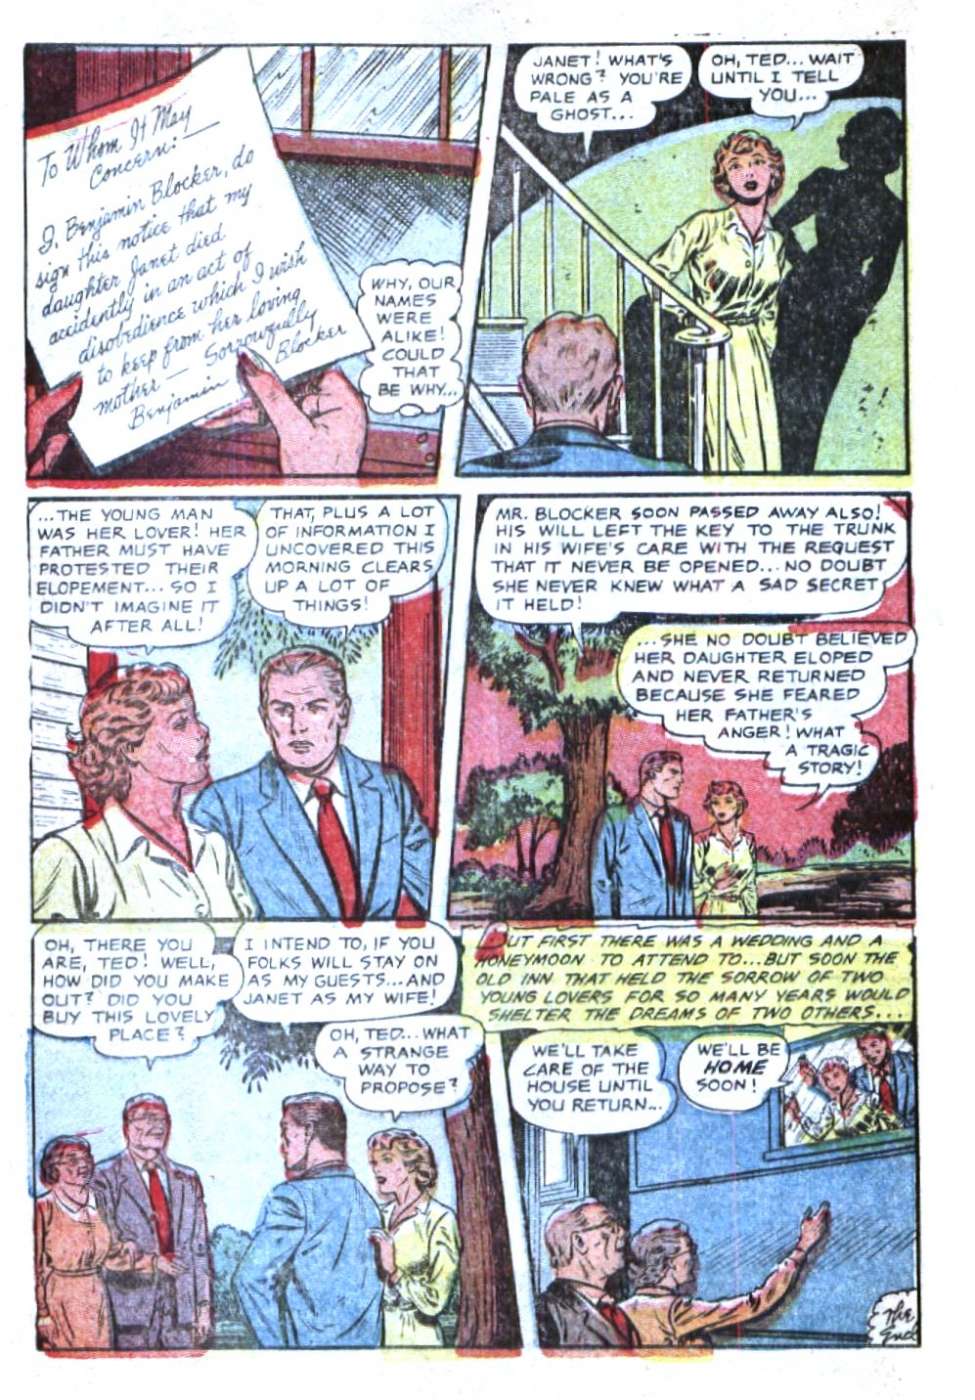 To Whom It May
Concern:—
I, Benjamin Blocker, do
sign this notice that my
daughter Janet died
accidently in an act of
disobedience which I wish
to keep from her loving
mother — Sorrowfully
Benjamin Blocker
WHY, OUR
NAMES
WERE
ALIKE!
COULD
THAT
BE WHY...
JANET! WHAT'S
WRONG? YOU'RE
PALE AS A
GHOST...
OH, TED... WAIT
UNTIL I TELL
YOU...
...THE YOUNG MAN
WAS HER LOVER! HER
FATHER MUST HAVE
PROTESTED THEIR
ELOPEMENT... SO I
DIDN'T IMAGINE IT
AFTER ALL!
THAT, PLUS A LOT
OF INFORMATION I
UNCOVERED THIS
MORNING CLEARS
UP A LOT OF
THINGS!
MR. BLOCKER SOON PASSED AWAY ALSO!
HIS WILL LEFT THE KEY TO THE TRUNK
IN HIS WIFE'S CARE WITH THE REQUEST
THAT IT NEVER BE OPENED... NO DOUBT
SHE NEVER KNEW WHAT A SAD SECRET
IT HELD!
...SHE NO DOUBT BELIEVED
HER DAUGHTER ELOPED
AND NEVER RETURNED
BECAUSE SHE FEARED
HER FATHER'S
ANGER! WHAT
A TRAGIC
STORY!
OH, THERE YOU
ARE, TED! WELL,
HOW DID YOU MAKE
OUT? DID YOU
BUY THIS LOVELY
PLACE?
I INTEND TO, IF YOU
FOLKS WILL STAY ON
AS MY GUESTS...AND
JANET AS MY WIFE!
OH, TED... WHAT
A STRANGE
WAY TO
PROPOSE?
BUT FIRST THERE WAS A WEDDING AND A
HONEYMOON TO ATTEND TO...BUT SOON THE
OLD INN THAT HELD THE SORROW OF TWO
YOUNG LOVERS FOR SO MANY YEARS WOULD
SHELTER THE DREAMS OF TWO OTHERS...
WE'LL TAKE
CARE OF THE
HOUSE UNTIL
YOU RETURN...
WE'LL BE
HOME
SOON!
The
End